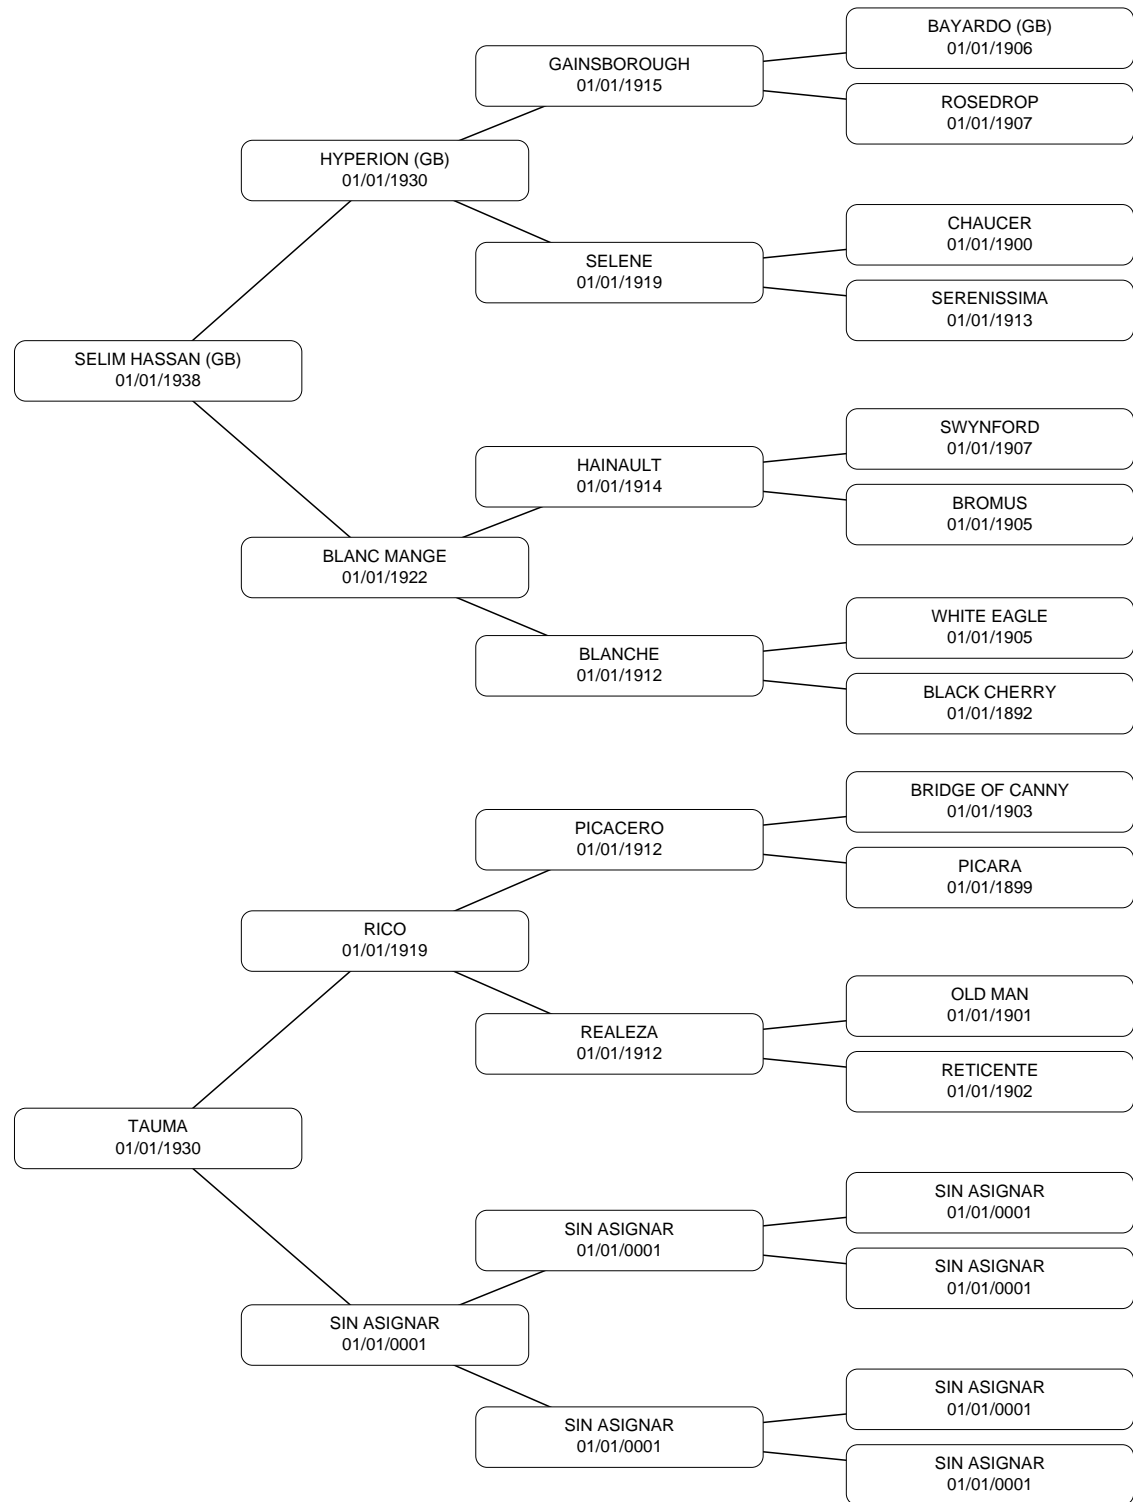 BAYARDO (GB)
01/01/1906
GAINSBOROUGH
01/01/1915
ROSEDROP
01/01/1907
HYPERION (GB)
01/01/1930
CHAUCER
01/01/1900
SELENE
01/01/1919
SERENISSIMA
01/01/1913
SELIM HASSAN (GB)
01/01/1938
SWYNFORD
01/01/1907
HAINAULT
01/01/1914
BROMUS
01/01/1905
BLANC MANGE
01/01/1922
WHITE EAGLE
01/01/1905
BLANCHE
01/01/1912
BLACK CHERRY
01/01/1892
BRIDGE OF CANNY
01/01/1903
PICACERO
01/01/1912
PICARA
01/01/1899
RICO
01/01/1919
OLD MAN
01/01/1901
REALEZA
01/01/1912
RETICENTE
01/01/1902
TAUMA
01/01/1930
SIN ASIGNAR
01/01/0001
SIN ASIGNAR
01/01/0001
SIN ASIGNAR
01/01/0001
SIN ASIGNAR
01/01/0001
SIN ASIGNAR
01/01/0001
SIN ASIGNAR
01/01/0001
SIN ASIGNAR
01/01/0001